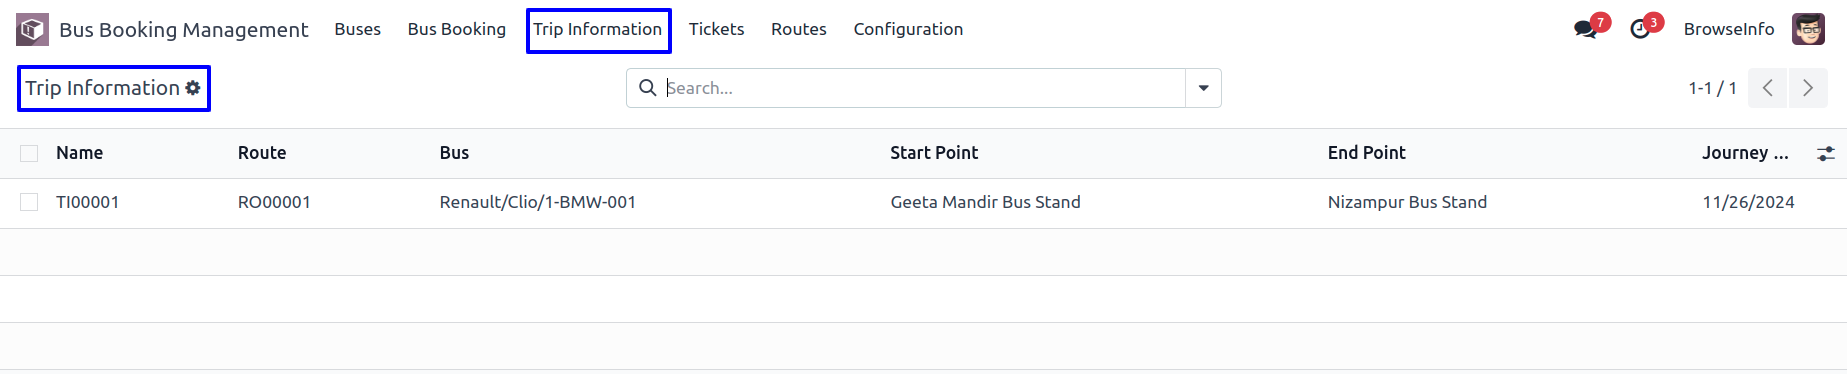 Bus Booking Management Buses Bus Booking Trip Information Tickets Routes Configuration 7 3 BrowseInfo
Trip Information Search... 1-1 / 1
Name Route Bus Start Point End Point Journey ...
TI00001 RO00001 Renault/Clio/1-BMW-001 Geeta Mandir Bus Stand Nizampur Bus Stand 11/26/2024